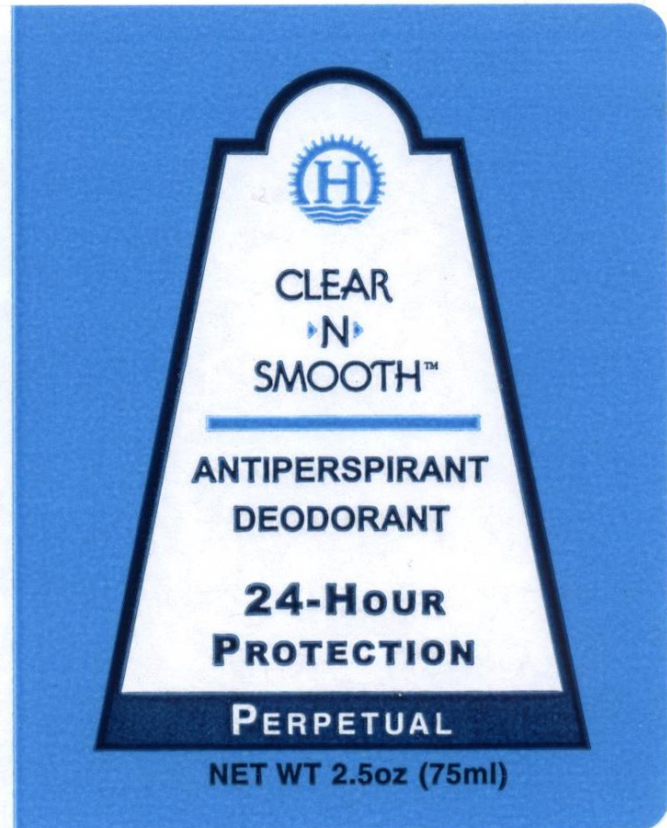 H
CLEAR
N
SMOOTH™
ANTIPERSPIRANT
DEODORANT
24-HOUR
PROTECTION
PERPETUAL
NET WT 2.5oz (75ml)